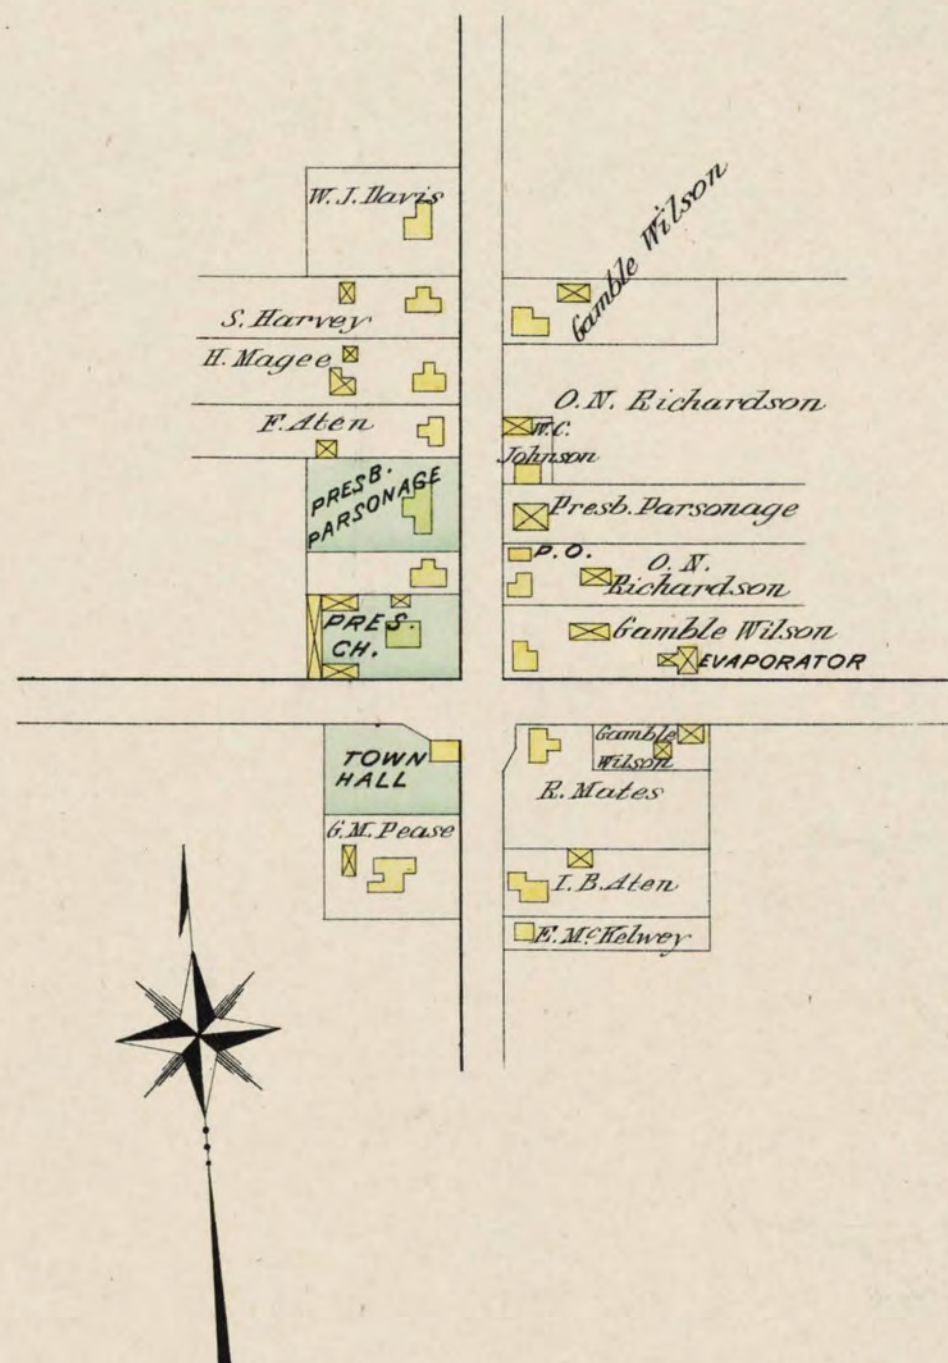 W. J. Davis
S. Harvey
H. Magee
F. Aten
PRESB.
PARSONAGE
PRES.
CH.
Gamble Wilson
O. N. Richardson
W. C.
Johnson
Presb. Parsonage
P. O.
O. N.
Richardson
Gamble Wilson
EVAPORATOR
TOWN
HALL
G. M. Pease
Gamble
Wilson
R. Mates
I. B. Aten
E. McKelwey